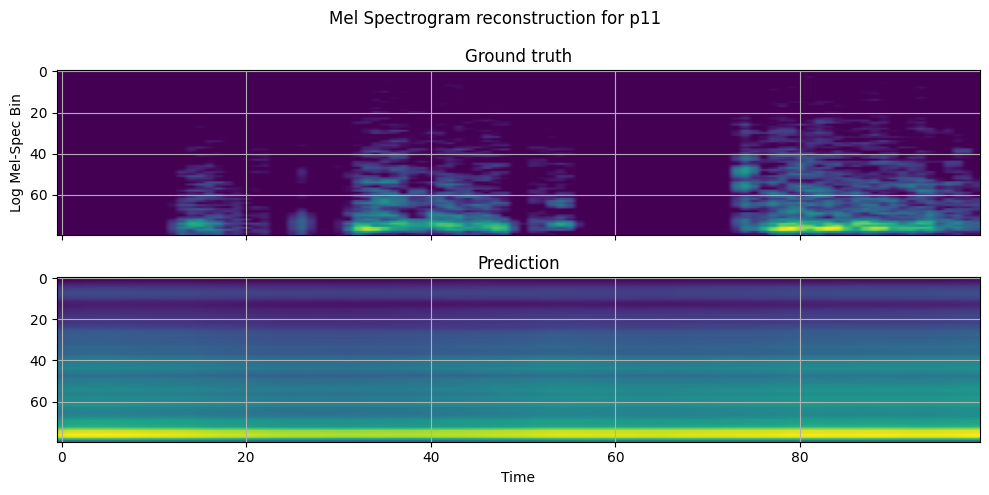 Mel Spectrogram reconstruction for p11
Ground truth
0
20
40
60
Log Mel-Spec Bin
Prediction
0
20
40
60
0 20 40 60 80
Time